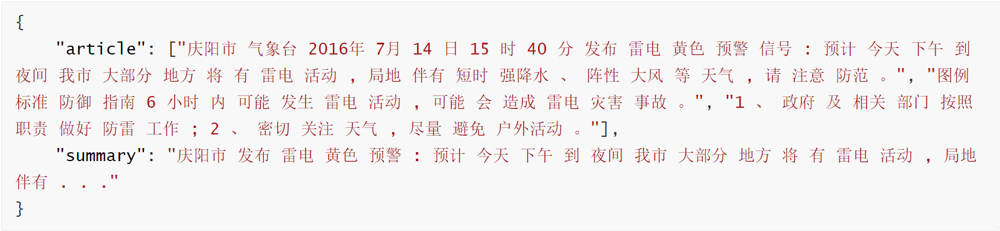 {
"article": ["庆阳市 气象台 2016年 7月 14 日 15 时 40 分 发布 雷电 黄色 预警 信号 : 预计 今天 下午 到
夜间 我市 大部分 地方 将 有 雷电 活动 , 局地 伴有 短时 强降水 、 阵性 大风 等 天气 , 请 注意 防范 。", "图例
标准 防御 指南 6 小时 内 可能 发生 雷电 活动 , 可能 会 造成 雷电 灾害 事故 。", "1 、 政府 及 相关 部门 按照
职责 做好 防雷 工作 ; 2 、 密切 关注 天气 , 尽量 避免 户外活动 。"],
"summary": "庆阳市 发布 雷电 黄色 预警 : 预计 今天 下午 到 夜间 我市 大部分 地方 将 有 雷电 活动 , 局地
伴有 . . ."
}